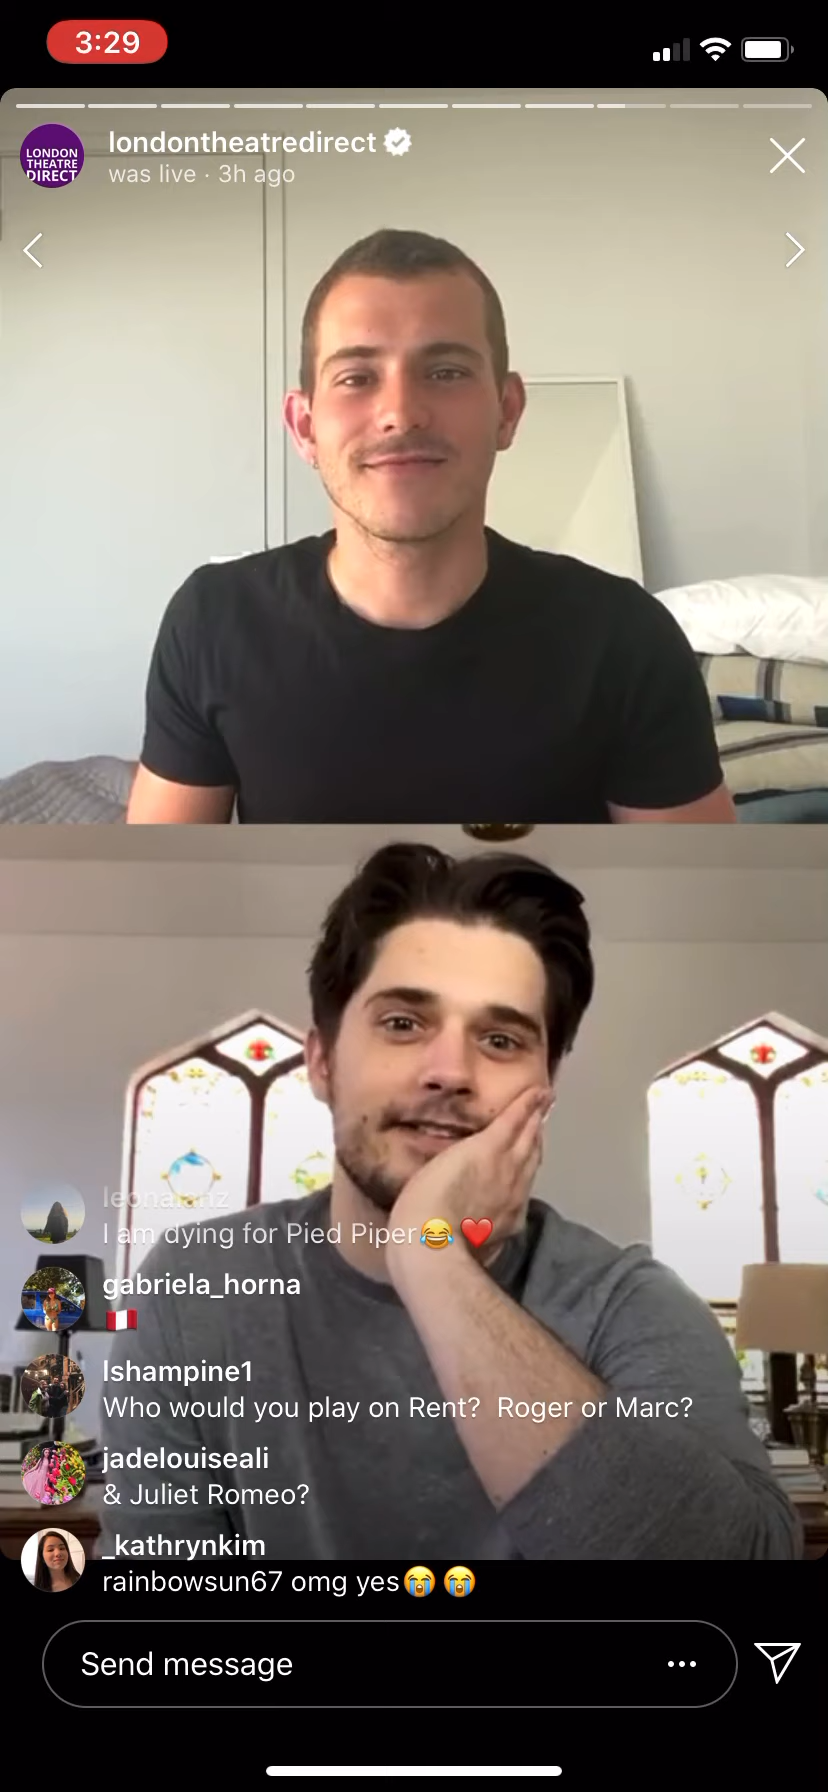 3:29
LONDON
THEATRE
DIRECT
londontheatredirect
was live · 3h ago
leonalanz
I am dying for Pied Piper😂❤️
gabriela_horna
🇵🇪
lshampine1
Who would you play on Rent?  Roger or Marc?
jadelouiseali
& Juliet Romeo?
_kathrynkim
rainbowsun67 omg yes😭😭
Send message